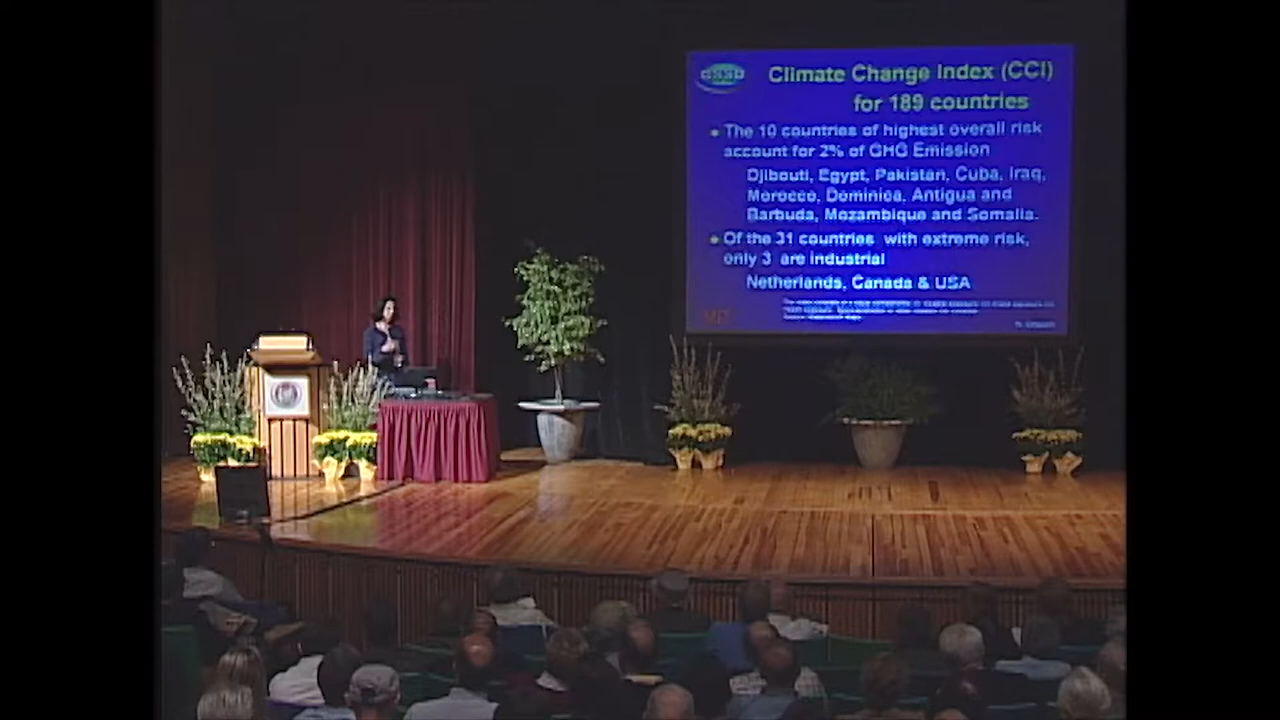 GSSD
Climate Change Index (CCI)
for 189 countries
• The 10 countries of highest overall risk
account for 2% of GHG Emission
Djibouti, Egypt, Pakistan, Cuba, Iraq,
Morocco, Dominica, Antigua and
Barbuda, Mozambique and Somalia.
• Of the 31 countries with extreme risk,
only 3 are industrial
Netherlands, Canada & USA
MIT